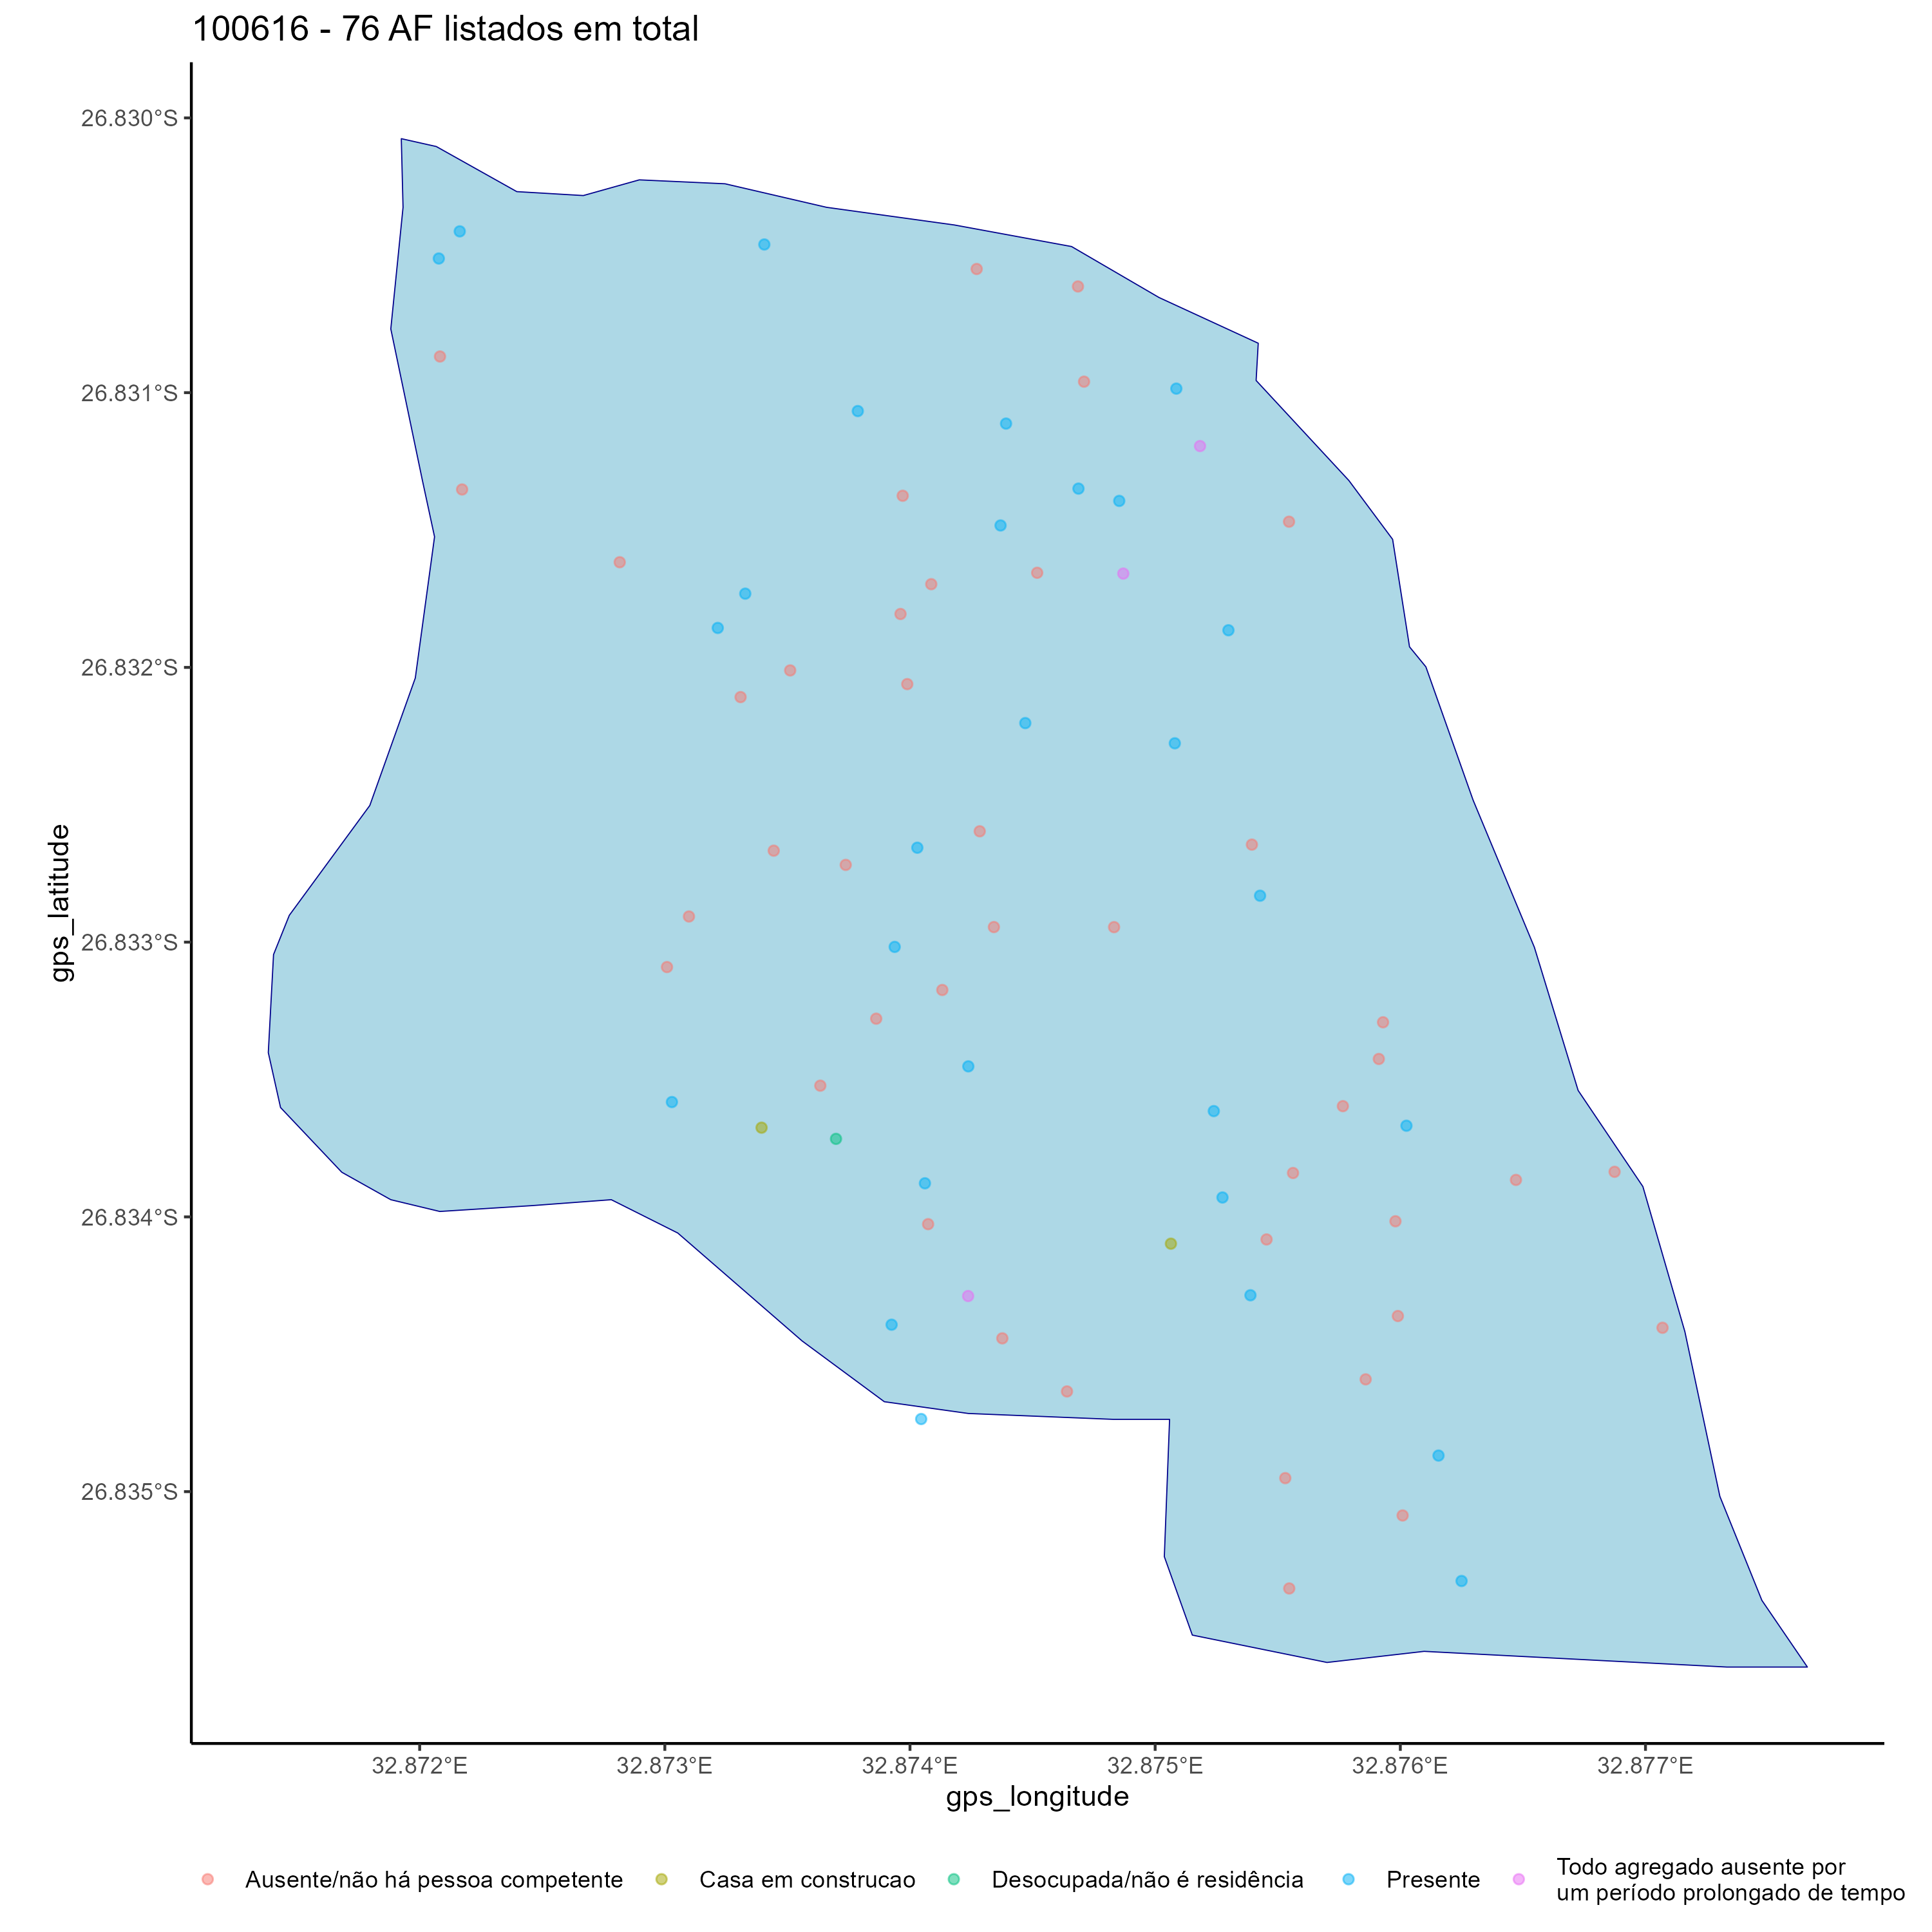 100616 - 76 AF listados em total
26.830°S
26.831°S
26.832°S
26.833°S
26.834°S
26.835°S
gps_latitude
32.872°E
32.873°E
32.874°E
32.875°E
32.876°E
32.877°E
gps_longitude
Ausente/não há pessoa competente
Casa em construcao
Desocupada/não é residência
Presente
Todo agregado ausente por
um período prolongado de tempo